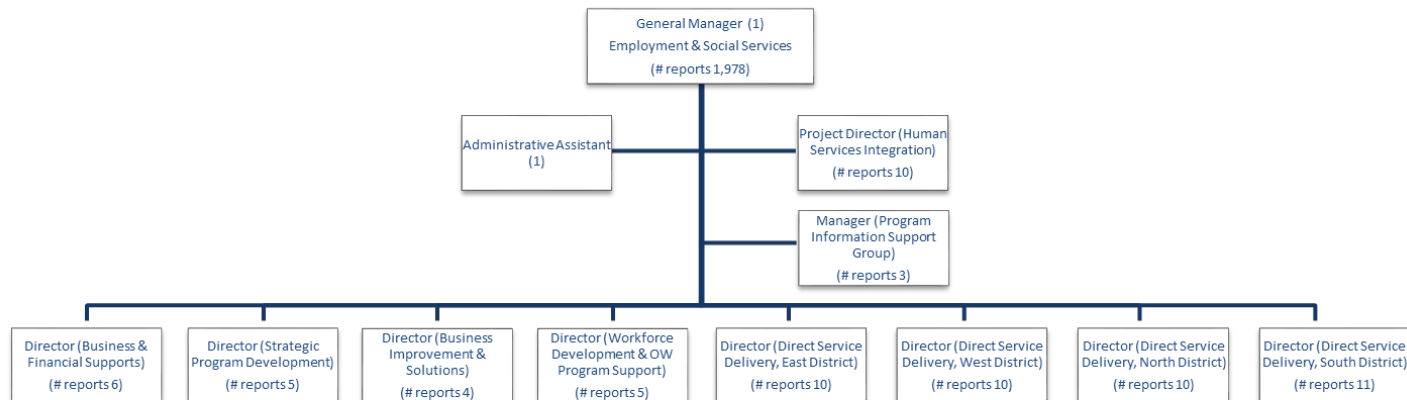 General Manager (1)
Employment & Social Services
(# reports 1,978)
Administrative Assistant
(1)
Project Director (Human
Services Integration)
(# reports 10)
Manager (Program
Information Support
Group)
(# reports 3)
Director (Business &
Financial Supports)
(# reports 6)
Director (Strategic
Program Development)
(# reports 5)
Director (Business
Improvement &
Solutions)
(# reports 4)
Director (Workforce
Development & OW
Program Support)
(# reports 5)
Director (Direct Service
Delivery, East District)
(# reports 10)
Director (Direct Service
Delivery, West District)
(# reports 10)
Director (Direct Service
Delivery, North District)
(# reports 10)
Director (Direct Service
Delivery, South District)
(# reports 11)